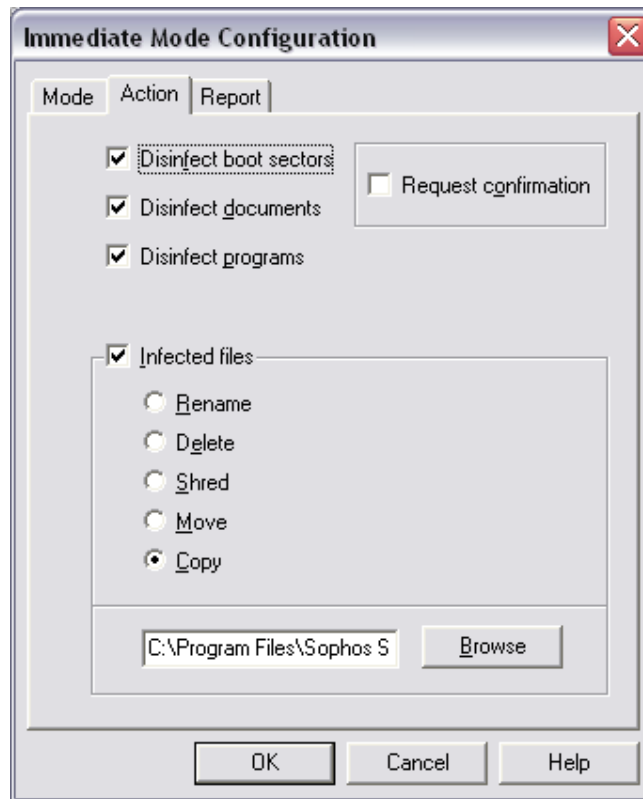 Immediate Mode Configuration
Mode Action Report
Disinfect boot sectors
Request confirmation
Disinfect documents
Disinfect programs
Infected files
Rename
Delete
Shred
Move
Copy
C:\Program Files\Sophos S
Browse
OK Cancel Help